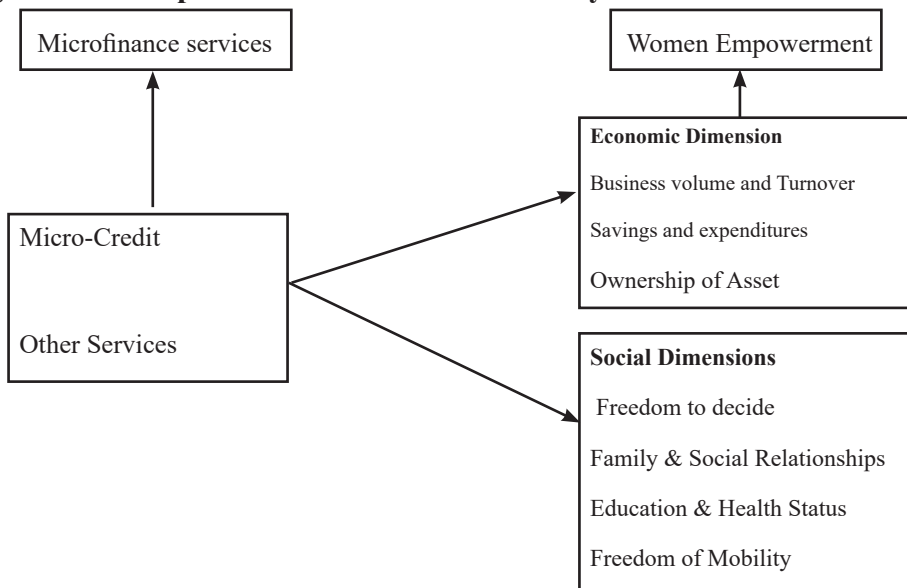 Microfinance services
Women Empowerment
Micro-Credit
Other Services
Economic Dimension
Business volume and Turnover
Savings and expenditures
Ownership of Asset
Social Dimensions
Freedom to decide
Family & Social Relationships
Education & Health Status
Freedom of Mobility